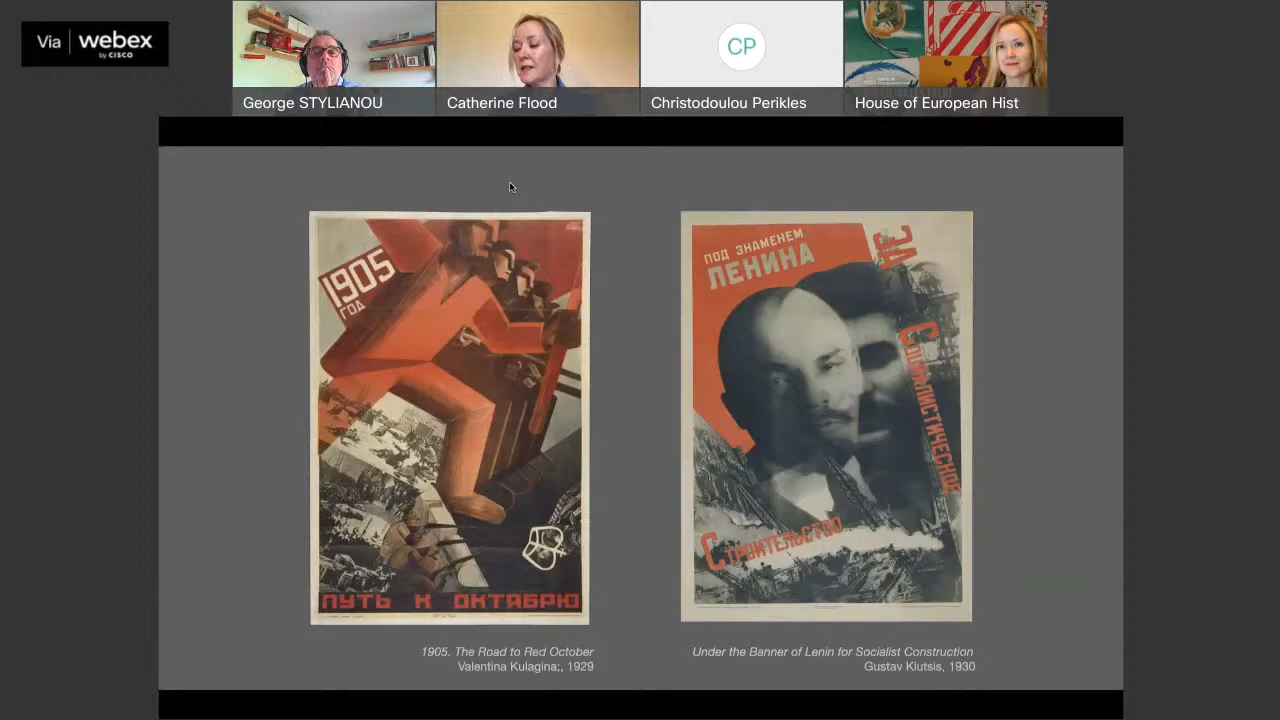 Via webex
by CISCO
George STYLIANOU
Catherine Flood
CP
Christodoulou Perikles
House of European Hist
1905
ГОД
ПУТЬ К ОКТЯБРЮ
1905. The Road to Red October
Valentina Kulagina;, 1929
ПОД ЗНАМЕНЕМ
ЛЕНИНА
ЗА
СОЦИАЛИСТИЧЕСКОЕ
СТРОИТЕЛЬСТВО
Under the Banner of Lenin for Socialist Construction
Gustav Klutsis, 1930